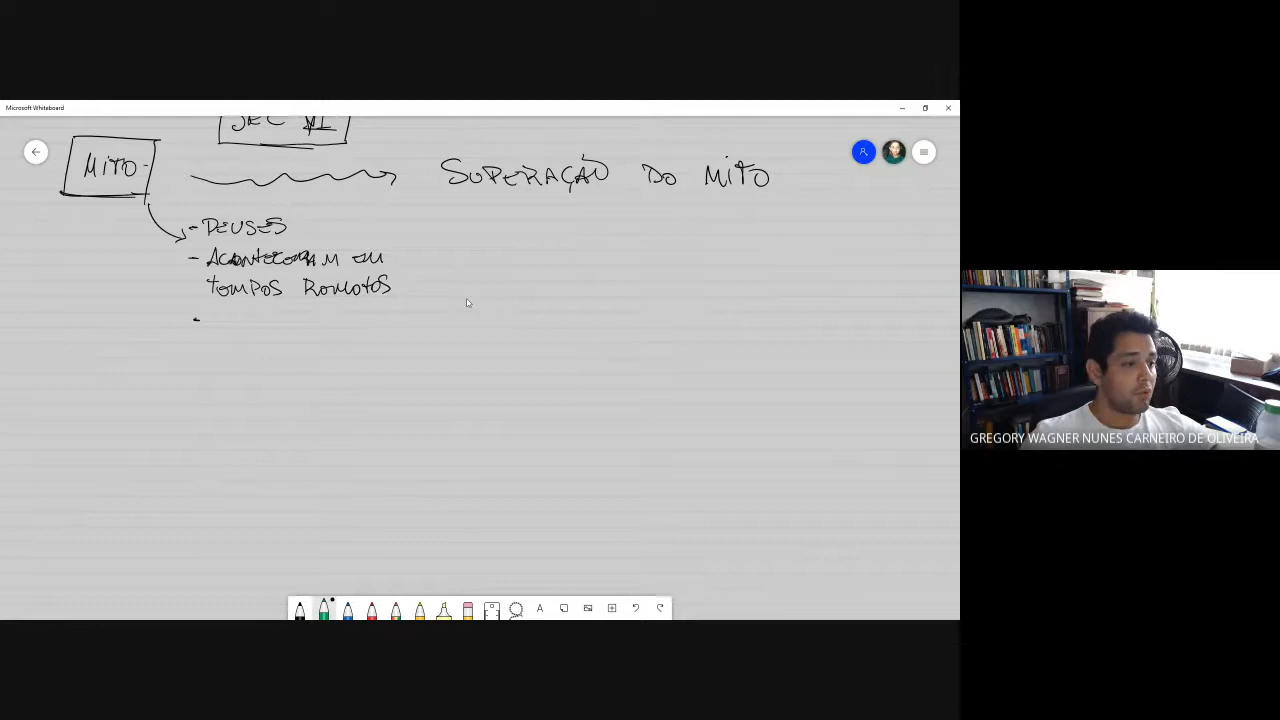 Microsoft Whiteboard
SEC VI
MITO
SUPERAÇÃO DO MITO
- DEUSES
- ACONTECERAM EM
TEMPOS REMOTOS
-
GREGORY WAGNER NUNES CARNEIRO DE OLIVEIRA
A